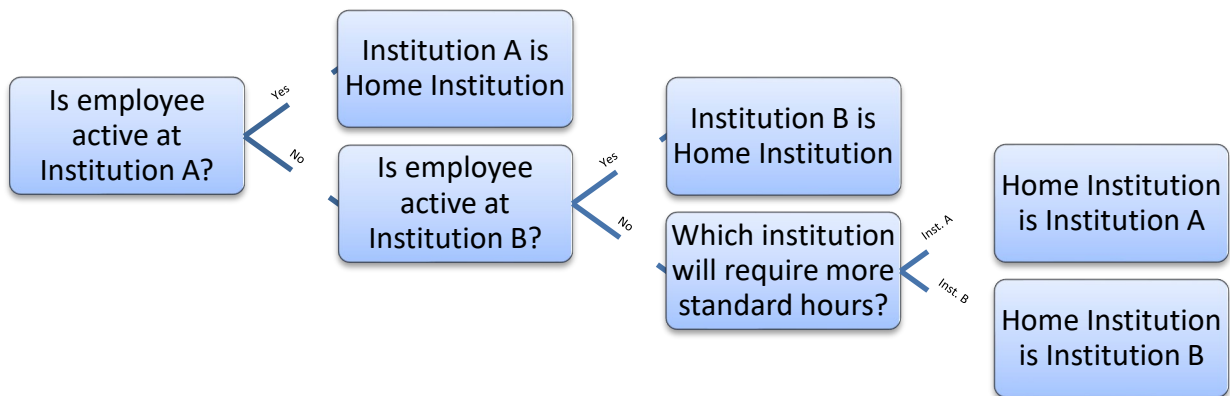 Is employee
active at
Institution A?
Yes
No
Institution A is
Home Institution
Is employee
active at
Institution B?
Yes
No
Institution B is
Home Institution
Which institution
will require more
standard hours?
Inst. A
Inst. B
Home Institution
is Institution A
Home Institution
is Institution B